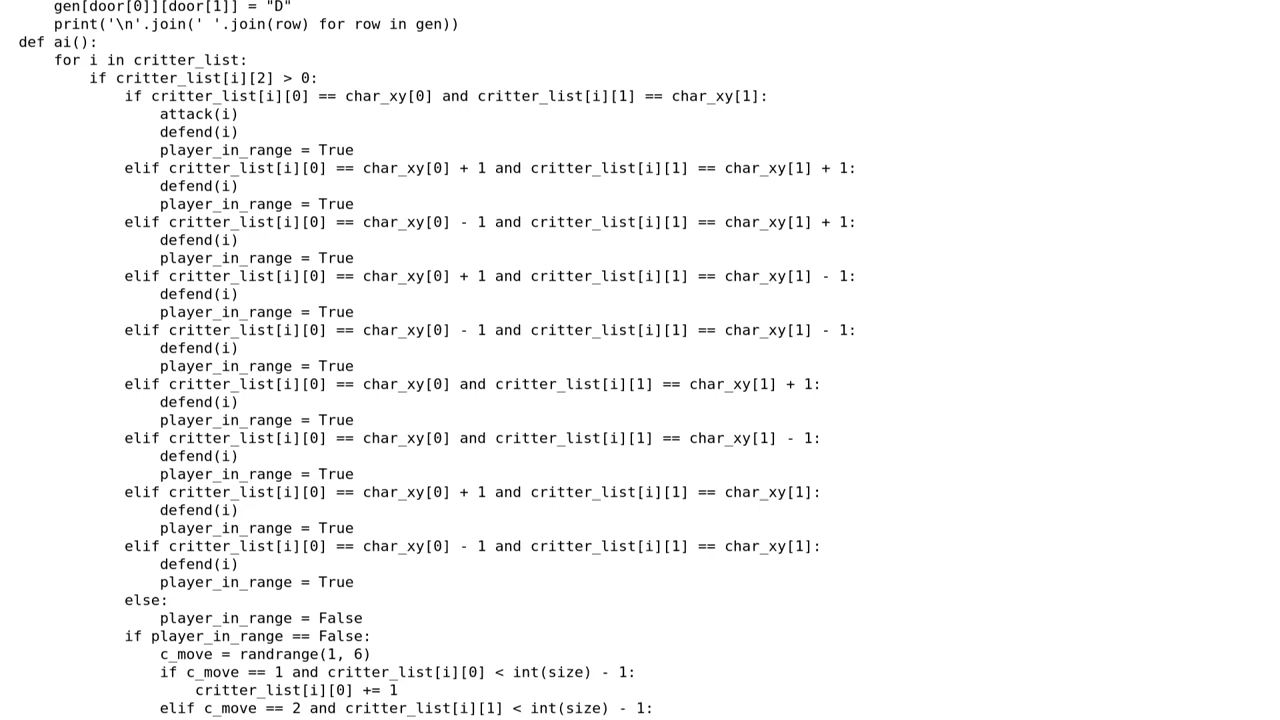 gen[door[0]][door[1]] = "D"
    print('\n'.join(' '.join(row) for row in gen))
def ai():
    for i in critter_list:
        if critter_list[i][2] > 0:
            if critter_list[i][0] == char_xy[0] and critter_list[i][1] == char_xy[1]:
                attack(i)
                defend(i)
                player_in_range = True
            elif critter_list[i][0] == char_xy[0] + 1 and critter_list[i][1] == char_xy[1] + 1:
                defend(i)
                player_in_range = True
            elif critter_list[i][0] == char_xy[0] - 1 and critter_list[i][1] == char_xy[1] + 1:
                defend(i)
                player_in_range = True
            elif critter_list[i][0] == char_xy[0] + 1 and critter_list[i][1] == char_xy[1] - 1:
                defend(i)
                player_in_range = True
            elif critter_list[i][0] == char_xy[0] - 1 and critter_list[i][1] == char_xy[1] - 1:
                defend(i)
                player_in_range = True
            elif critter_list[i][0] == char_xy[0] and critter_list[i][1] == char_xy[1] + 1:
                defend(i)
                player_in_range = True
            elif critter_list[i][0] == char_xy[0] and critter_list[i][1] == char_xy[1] - 1:
                defend(i)
                player_in_range = True
            elif critter_list[i][0] == char_xy[0] + 1 and critter_list[i][1] == char_xy[1]:
                defend(i)
                player_in_range = True
            elif critter_list[i][0] == char_xy[0] - 1 and critter_list[i][1] == char_xy[1]:
                defend(i)
                player_in_range = True
            else:
                player_in_range = False
            if player_in_range == False:
                c_move = randrange(1, 6)
                if c_move == 1 and critter_list[i][0] < int(size) - 1:
                    critter_list[i][0] += 1
                elif c_move == 2 and critter_list[i][1] < int(size) - 1: